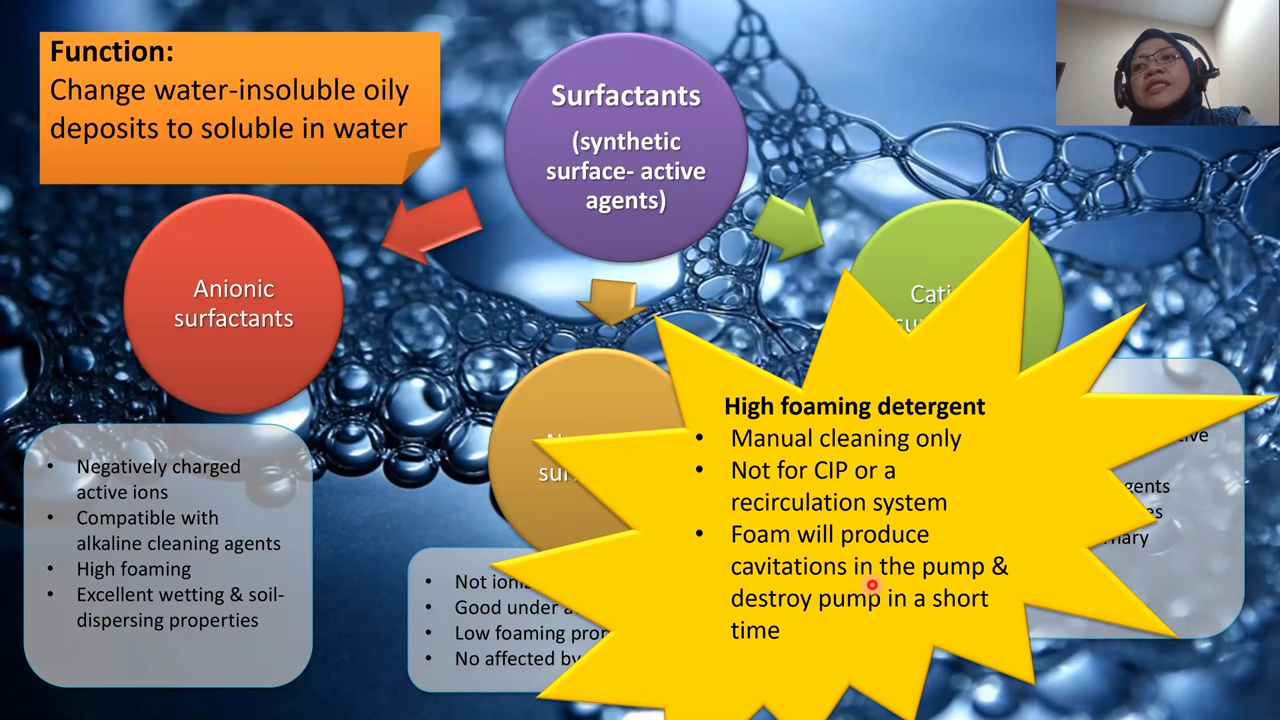 Function:
Change water-insoluble oily
deposits to soluble in water
Surfactants
(synthetic
surface- active
agents)
Anionic
surfactants
• Negatively charged
active ions
• Compatible with
alkaline cleaning agents
• High foaming
• Excellent wetting & soil-
dispersing properties
• Not
• Good under
• Low foaming
• No affected by
High foaming detergent
• Manual cleaning only
• Not for CIP or a
recirculation system
• Foam will produce
cavitations in the pump &
destroy pump in a short
time